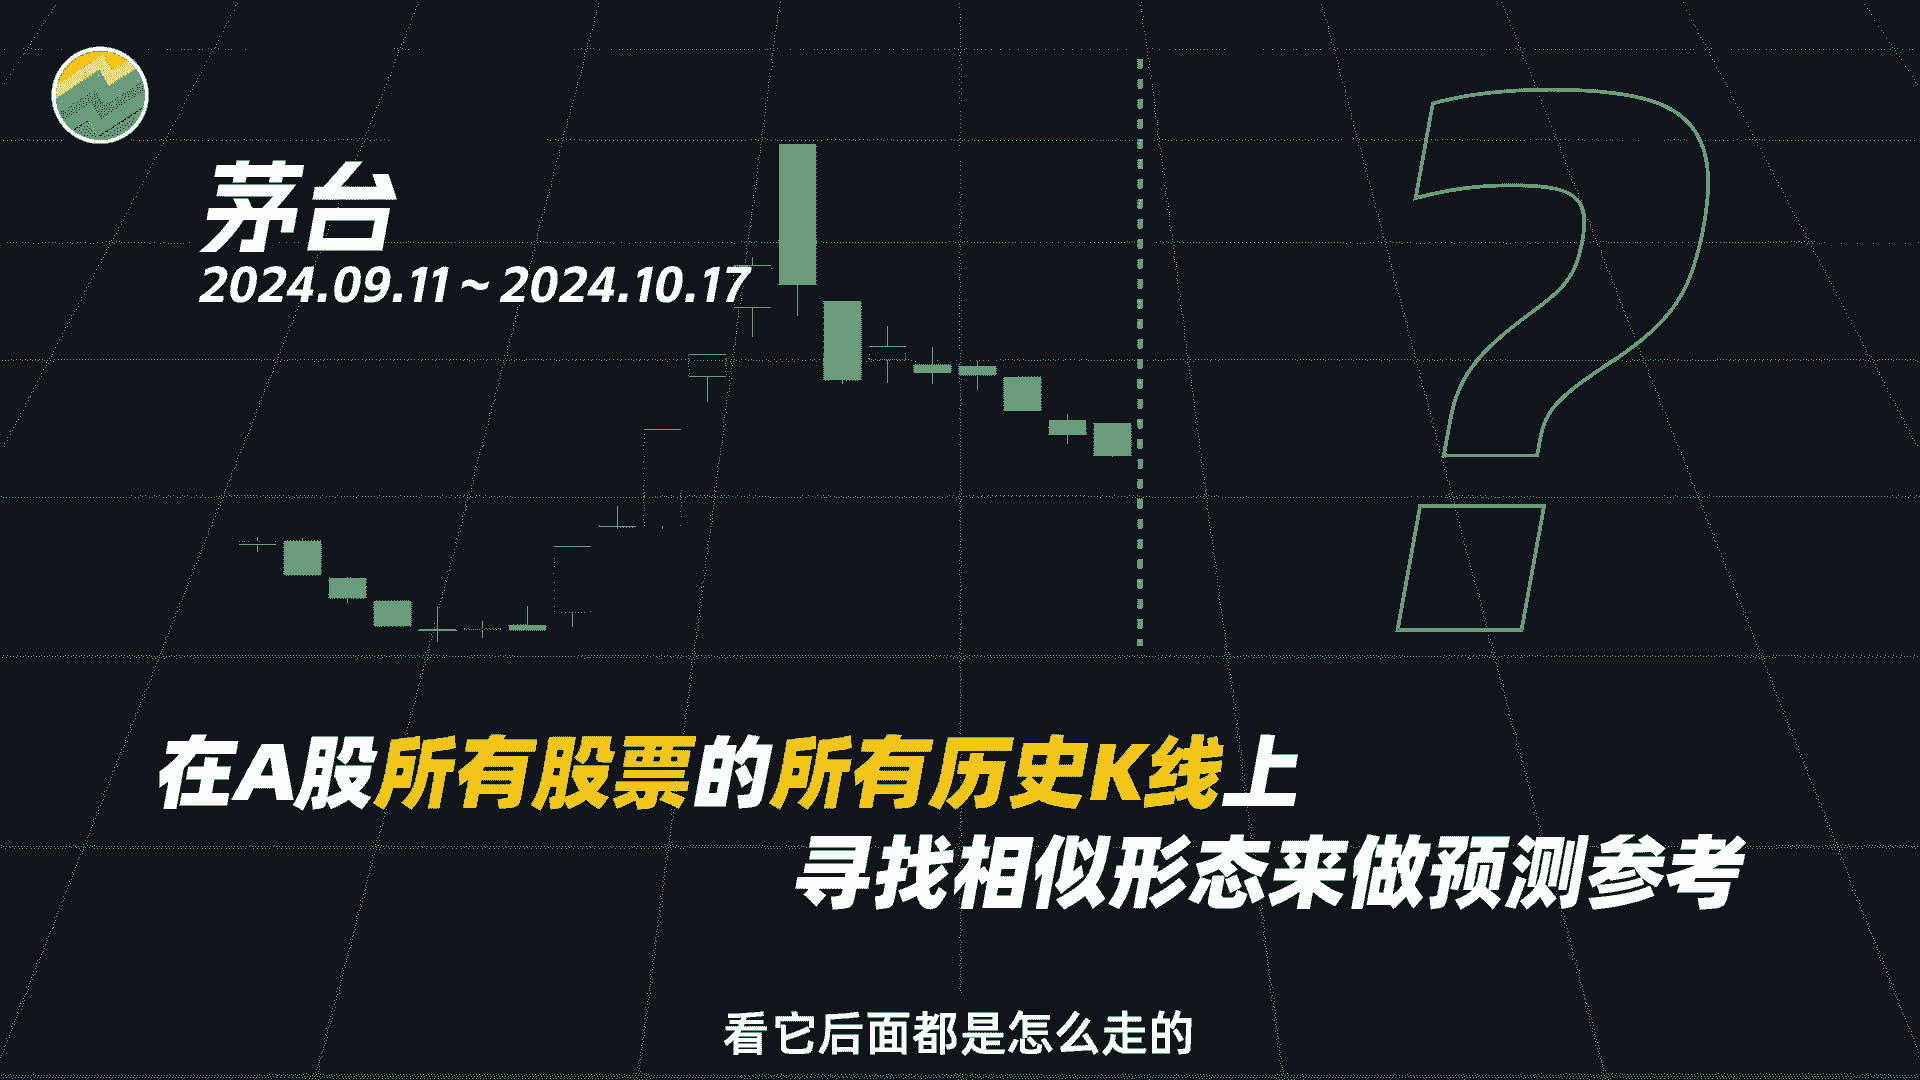 茅台
2024.09.11 ~ 2024.10.17
在A股所有股票的所有历史K线上
寻找相似形态来做预测参考
看它后面都是怎么走的